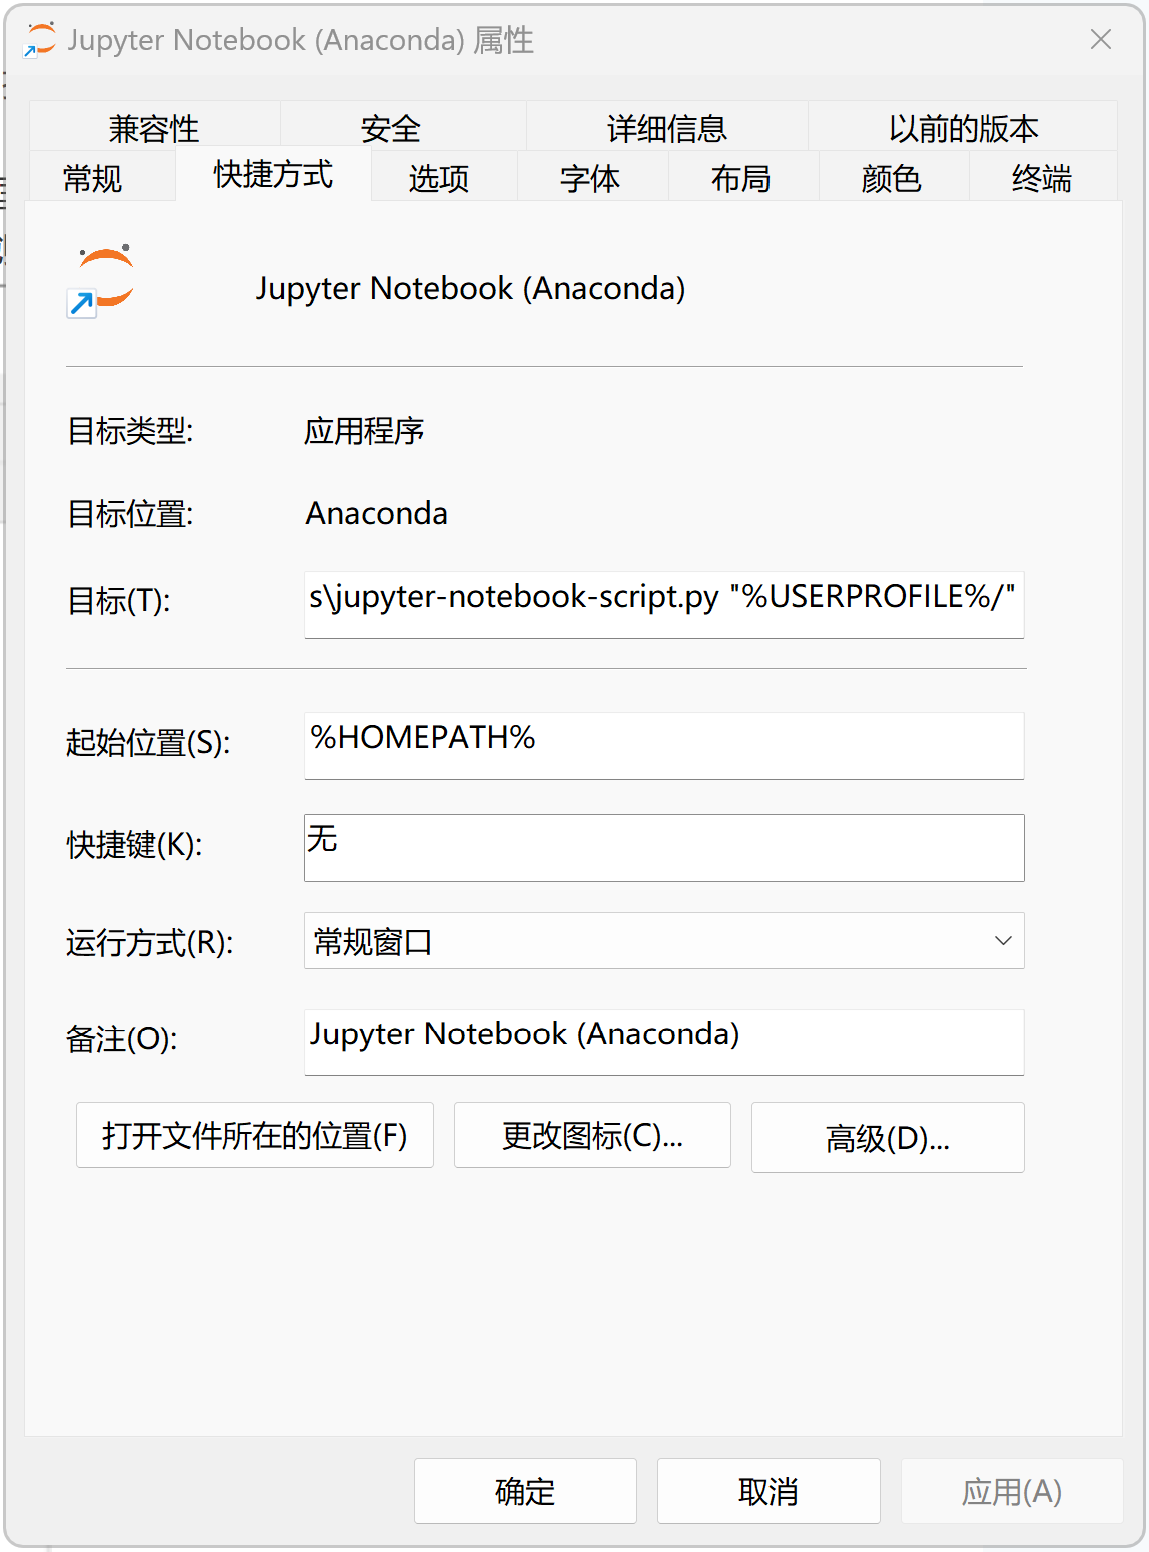 Jupyter Notebook (Anaconda) 属性
兼容性 安全 详细信息 以前的版本
常规 快捷方式 选项 字体 布局 颜色 终端
Jupyter Notebook (Anaconda)
目标类型: 应用程序
目标位置: Anaconda
目标(T): s\jupyter-notebook-script.py "%USERPROFILE%/"
起始位置(S): %HOMEPATH%
快捷键(K): 无
运行方式(R): 常规窗口
备注(O): Jupyter Notebook (Anaconda)
打开文件所在的位置(F) 更改图标(C)... 高级(D)...
确定 取消 应用(A)